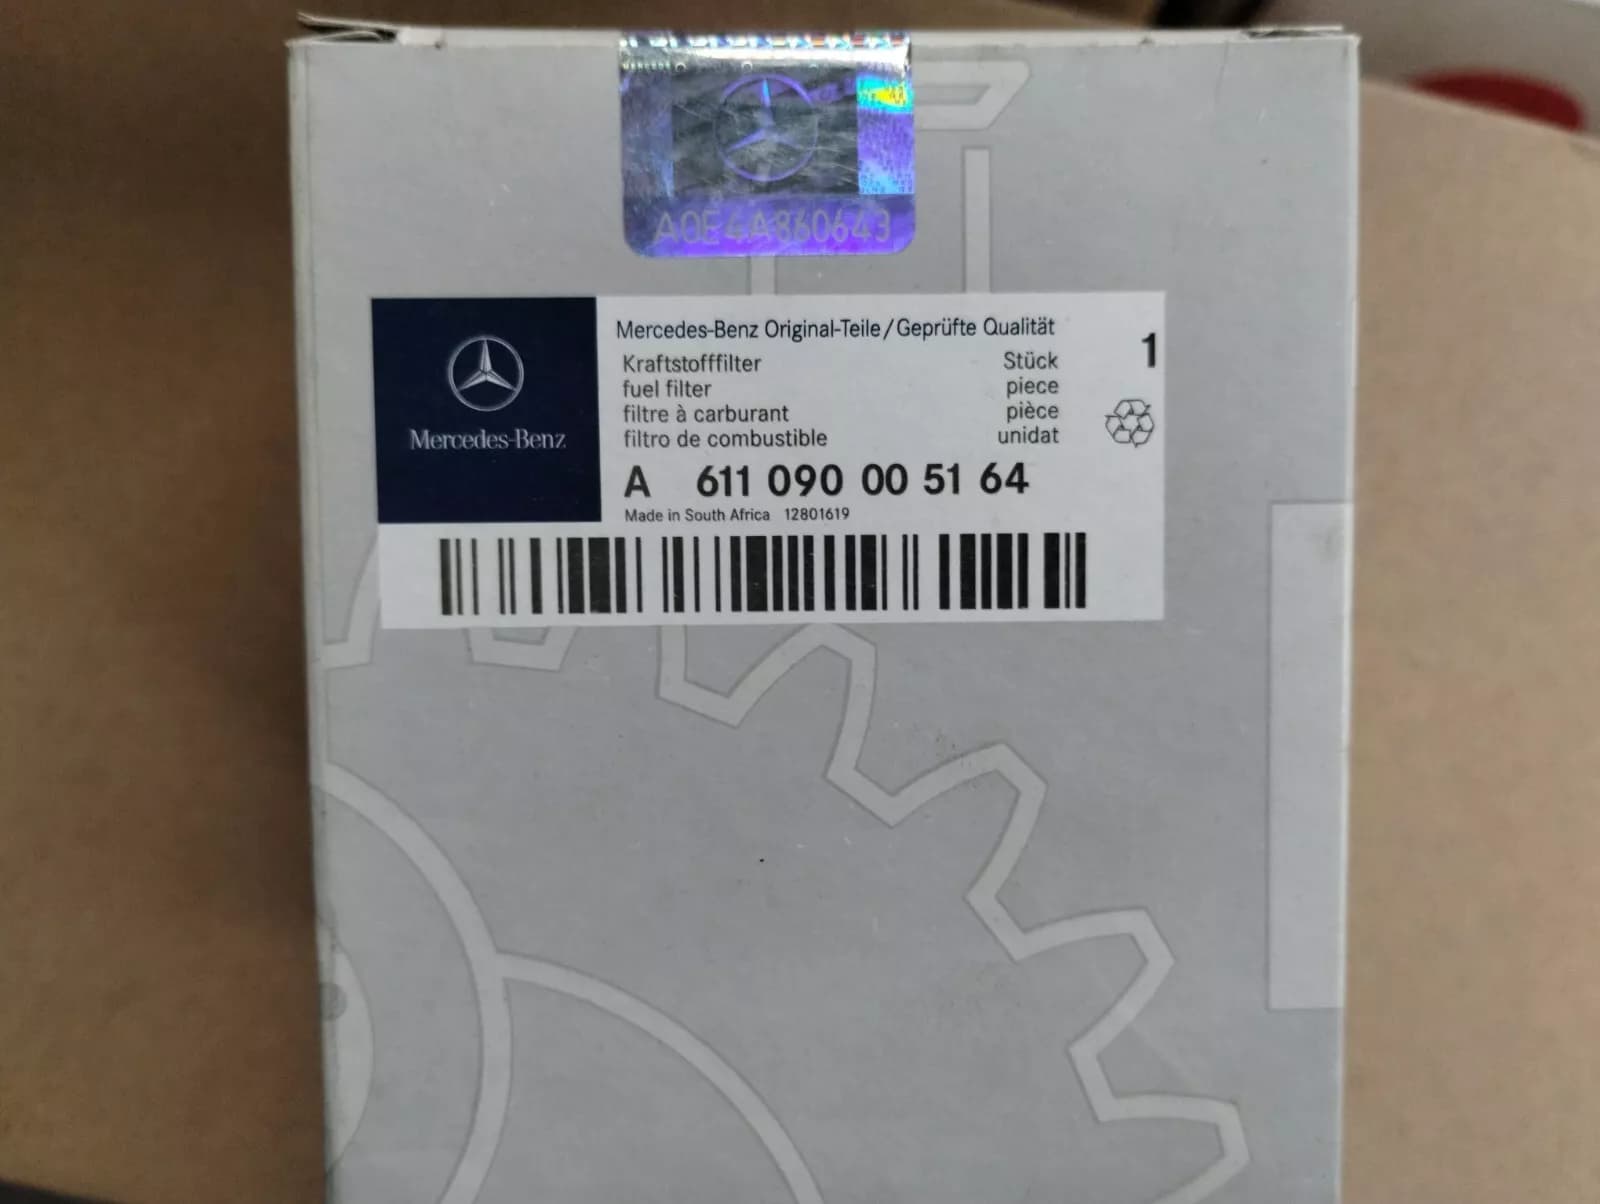 A0E4A860643
Mercedes-Benz Original-Teile/Geprüfte Qualität
1
Kraftstofffilter Stück
fuel filter piece
filtre à carburant pièce
filtro de combustible unidat
Mercedes-Benz
A 611 090 00 51 64
Made in South Africa 12801619